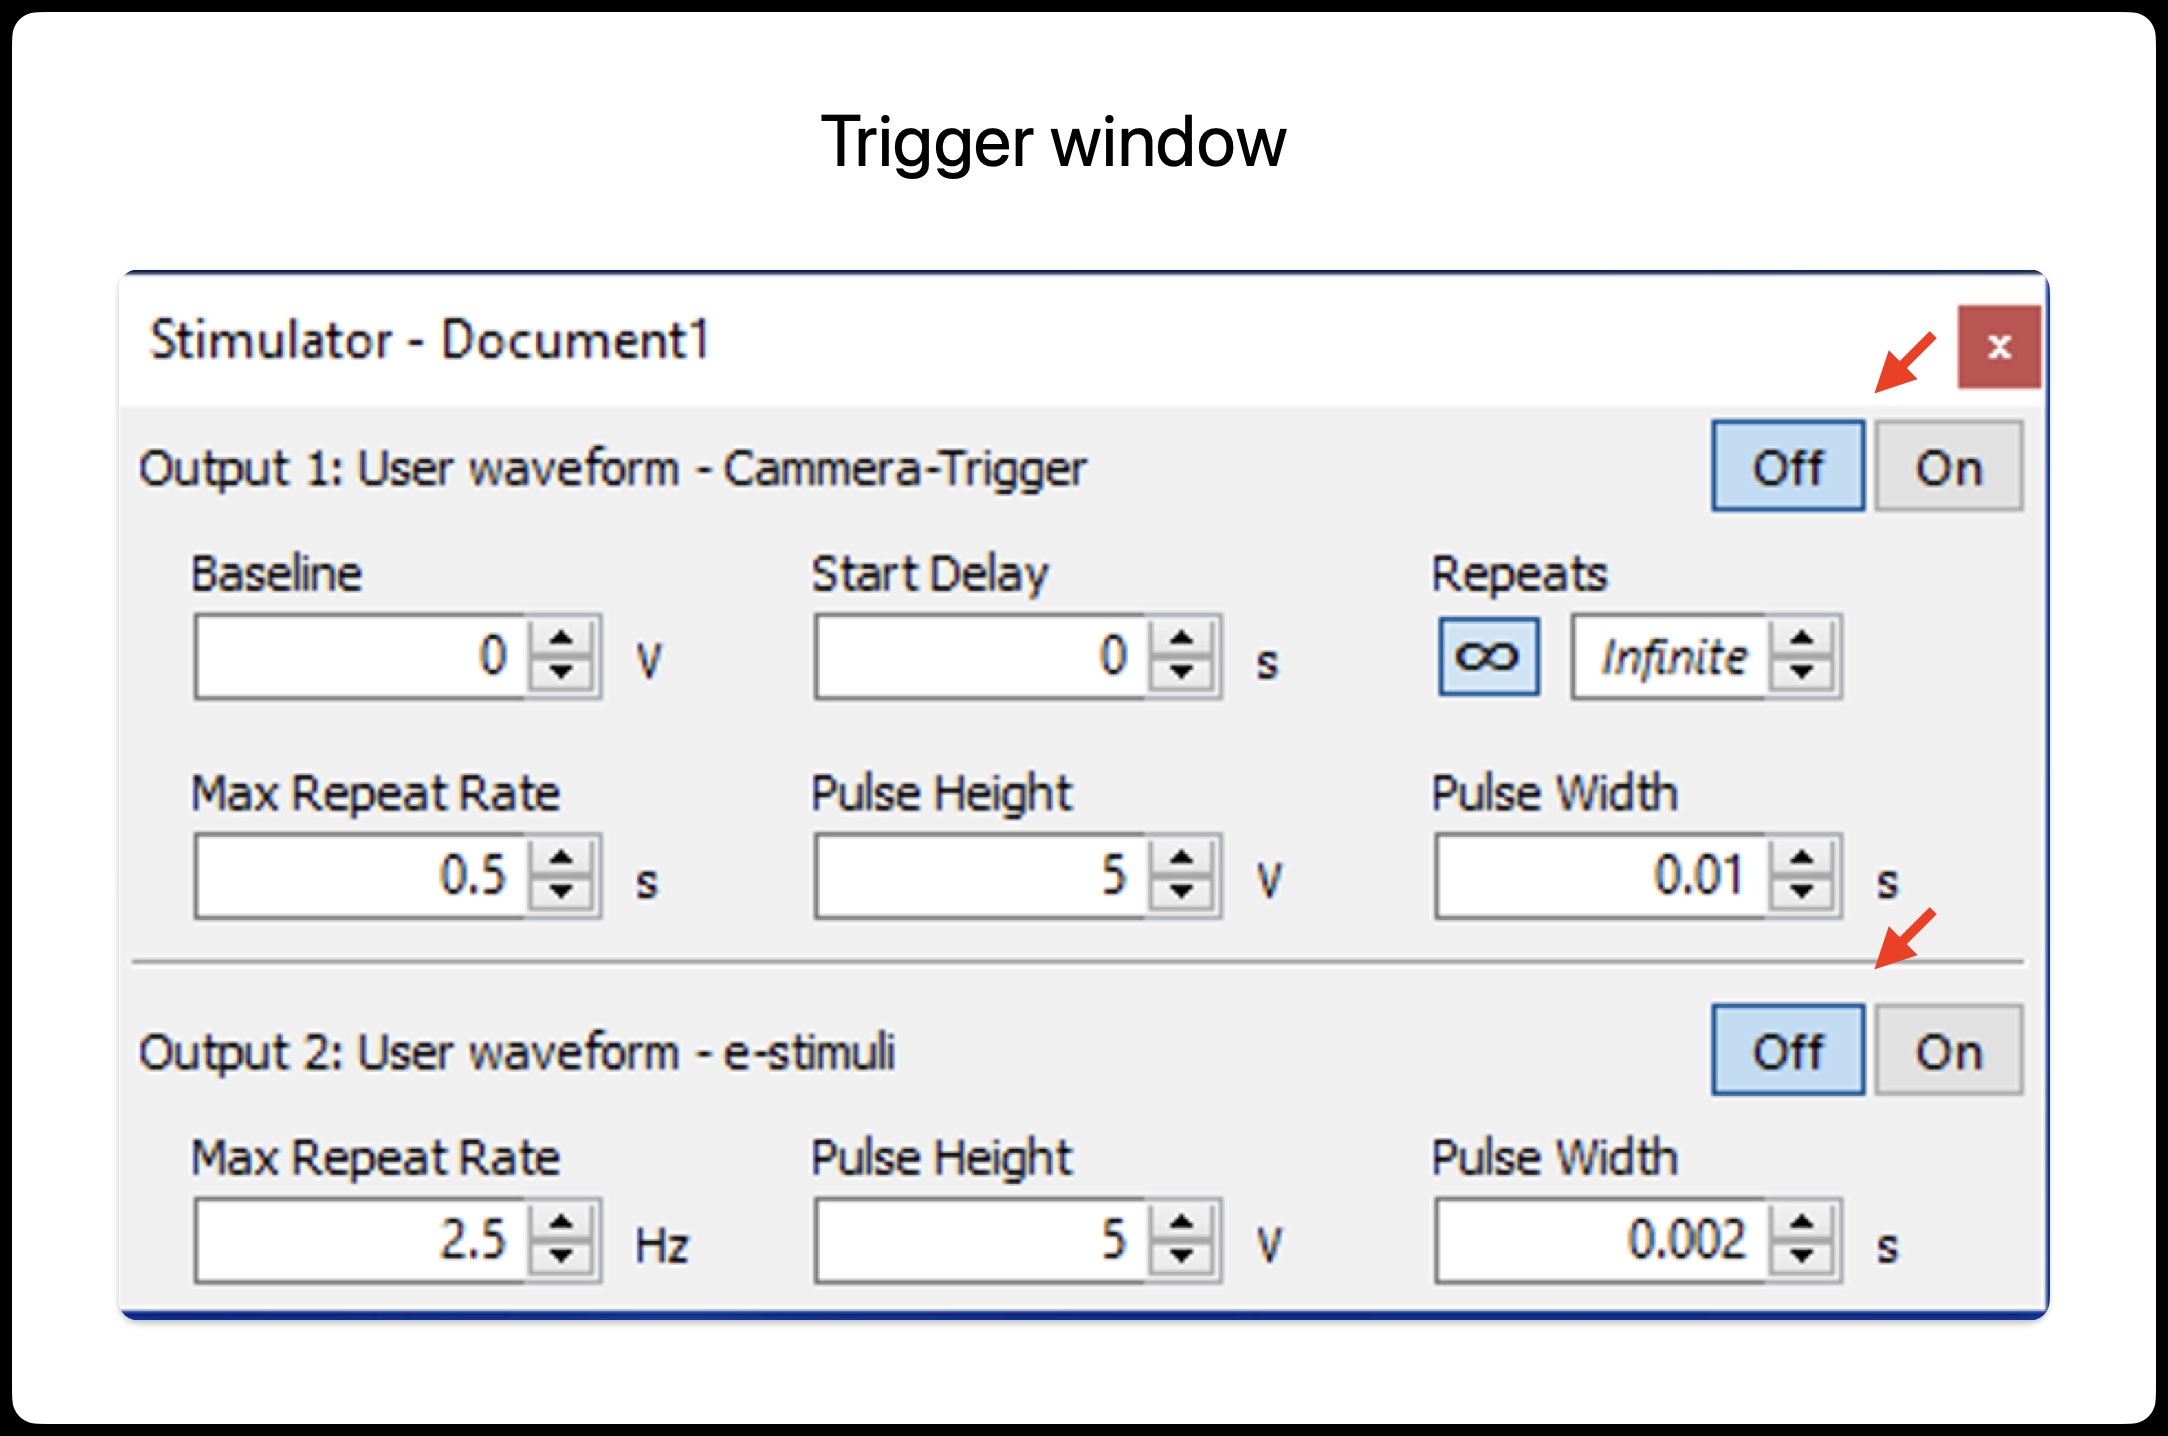 Trigger window
Stimulator - Document1 x
Output 1: User waveform - Cammera-Trigger Off On
Baseline Start Delay Repeats
0 V 0 s ∞ Infinite
Max Repeat Rate Pulse Height Pulse Width
0.5 s 5 V 0.01 s
Output 2: User waveform - e-stimuli Off On
Max Repeat Rate Pulse Height Pulse Width
2.5 Hz 5 V 0.002 s